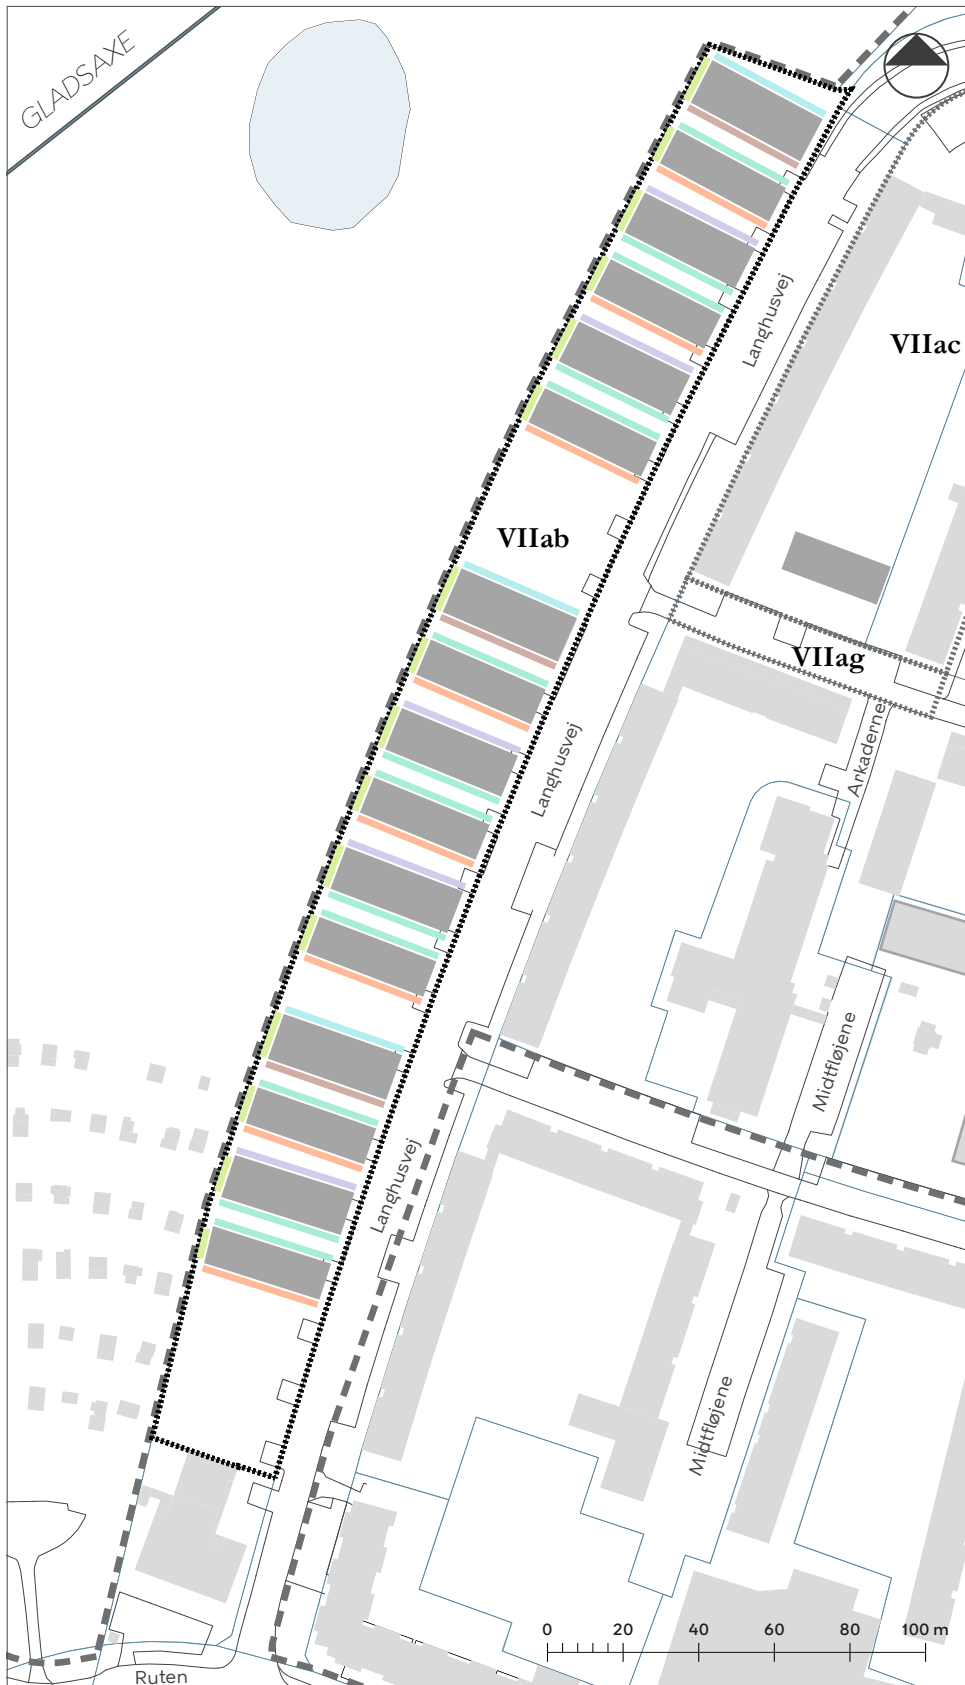 GLADSAXE
Langhusvej
VIIac
VIIab
VIIag
Langhusvej
Arkaderne
Midtfløjene
Langhusvej
Midtfløjene
0 20 40 60 80 100 m
Ruten